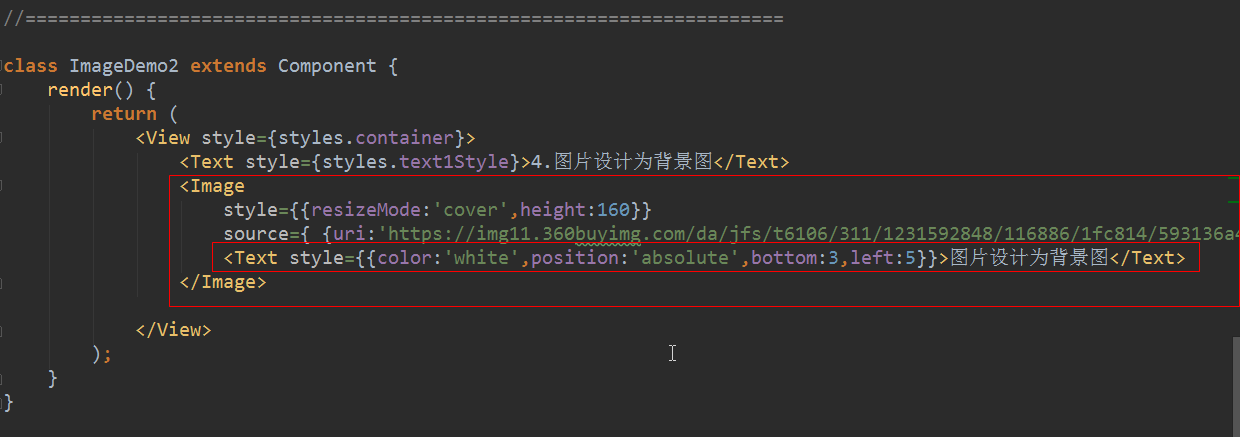 //=====================================================================
class ImageDemo2 extends Component {
render() {
return (
<View style={styles.container}>
<Text style={styles.text1Style}>4.图片设计为背景图</Text>
<Image
style={{resizeMode:'cover',height:160}}
source={ {uri:'https://img11.360buyimg.com/da/jfs/t6106/311/1231592848/116886/1fc814/593136a4
<Text style={{color:'white',position:'absolute',bottom:3,left:5}}>图片设计为背景图</Text>
</Image>
</View>
);
}
}